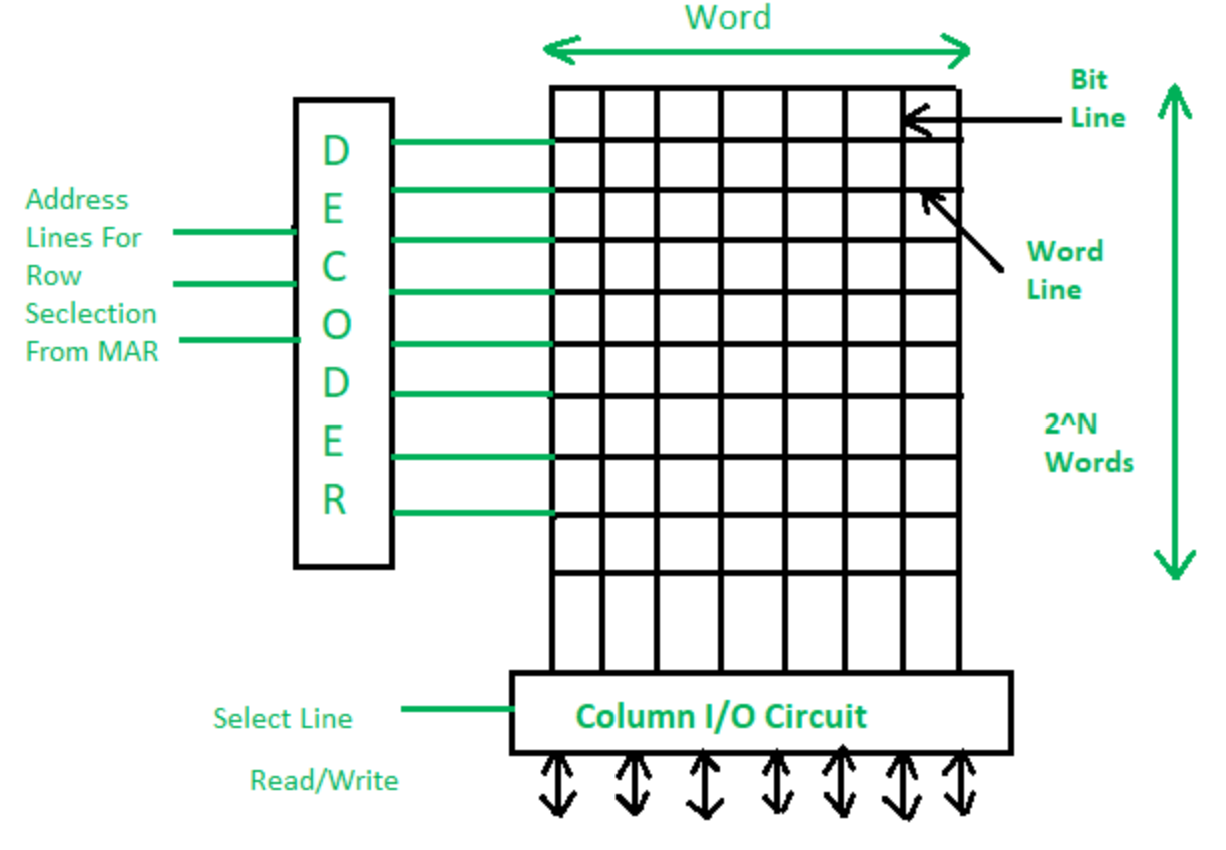 Word
Bit
Line
D
E
C
O
D
E
R
Address
Lines For
Row
Seclection
From MAR
Word
Line
2^N
Words
Select Line
Column I/O Circuit
Read/Write